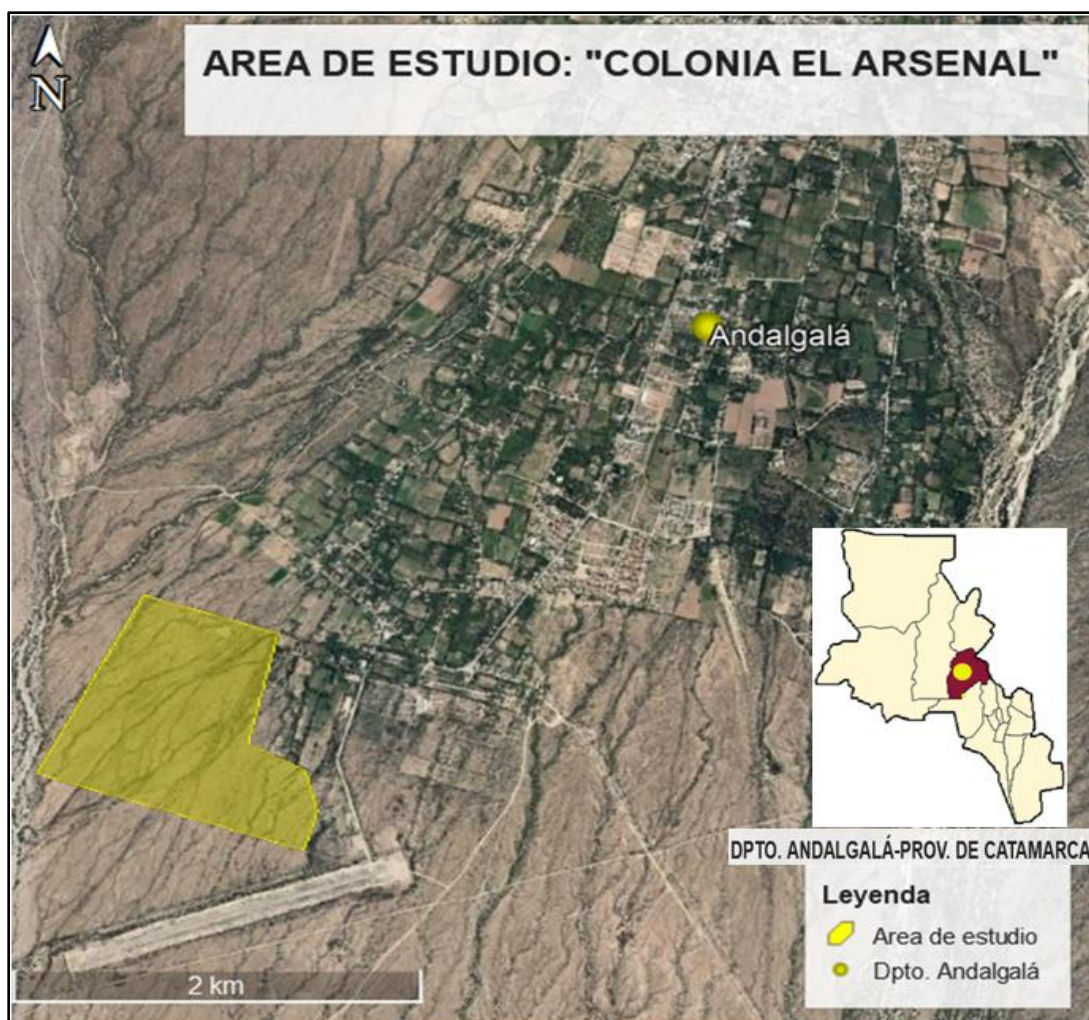 N
AREA DE ESTUDIO: "COLONIA EL ARSENAL"
Andalgalá
DPTO. ANDALGALÁ-PROV. DE CATAMARCA
Leyenda
Area de estudio
Dpto. Andalgalá
2 km